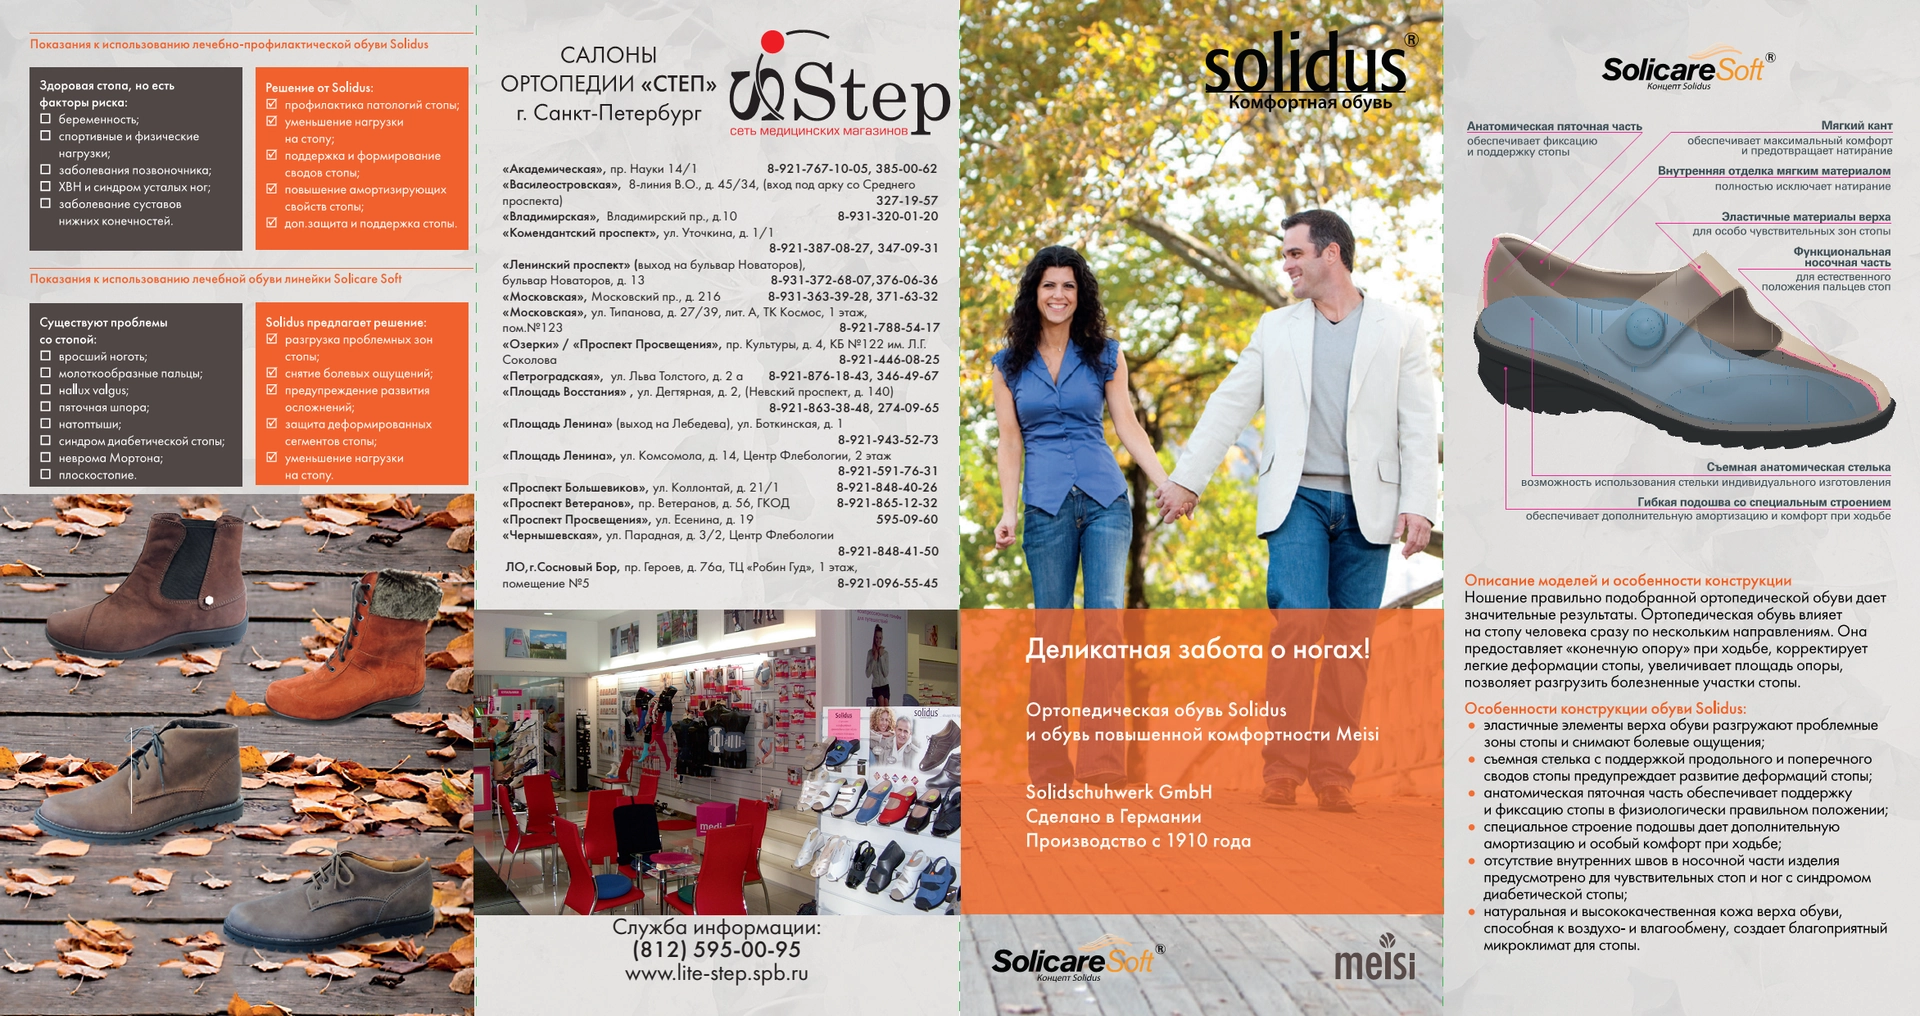 Показания к использованию лечебно-профилактической обуви Solidus
Здоровая стопа, но есть
факторы риска:
беременность;
спортивные и физические
нагрузки;
заболевания позвоночника;
ХВН и синдром усталых ног;
заболевание суставов
нижних конечностей.
Решение от Solidus:
профилактика патологий стопы;
уменьшение нагрузки
на стопу;
поддержка и формирование
сводов стопы;
повышение амортизирующих
свойств стопы;
доп.защита и поддержка стопы.
Показания к использованию лечебной обуви линейки Solicare Soft
Существуют проблемы
со стопой:
вросший ноготь;
молоткообразные пальцы;
нallux valgus;
пяточная шпора;
натоптыши;
синдром диабетической стопы;
неврома Мортона;
плоскостопие.
Solidus предлагает решение:
разгрузка проблемных зон
стопы;
снятие болевых ощущений;
предупреждение развития
осложнений;
защита деформированных
сегментов стопы;
уменьшение нагрузки
на стопу.
САЛОНЫ
ОРТОПЕДИИ «СТЕП»
г. Санкт-Петербург
Step
сеть медицинских магазинов
«Академическая», пр. Науки 14/1 8-921-767-10-05, 385-00-62
«Василеостровская», 8-линия В.О., д. 45/34, (вход под арку со Среднего
проспекта) 327-19-57
«Владимирская», Владимирский пр., д.10 8-931-320-01-20
«Комендантский проспект», ул. Уточкина, д. 1/1
8-921-387-08-27, 347-09-31
«Ленинский проспект» (выход на бульвар Новаторов),
бульвар Новаторов, д. 13 8-931-372-68-07,376-06-36
«Московская», Московский пр., д. 216 8-931-363-39-28, 371-63-32
«Московская», ул. Типанова, д. 27/39, лит. А, ТК Космос, 1 этаж,
пом.№123 8-921-788-54-17
«Озерки» / «Проспект Просвещения», пр. Культуры, д. 4, КБ №122 им. Л.Г.
Соколова 8-921-446-08-25
«Петроградская», ул. Льва Толстого, д. 2 а 8-921-876-18-43, 346-49-67
«Площадь Восстания» , ул. Дегтярная, д. 2, (Невский проспект, д. 140)
8-921-863-38-48, 274-09-65
«Площадь Ленина» (выход на Лебедева), ул. Боткинская, д. 1
8-921-943-52-73
«Площадь Ленина», ул. Комсомола, д. 14, Центр Флебологии, 2 этаж
8-921-591-76-31
«Проспект Большевиков», ул. Коллонтай, д. 21/1 8-921-848-40-26
«Проспект Ветеранов», пр. Ветеранов, д. 56, ГКОД 8-921-865-12-32
«Проспект Просвещения», ул. Есенина, д. 19 595-09-60
«Чернышевская», ул. Парадная, д. 3/2, Центр Флебологии
8-921-848-41-50
ЛО,г.Сосновый Бор, пр. Героев, д. 76а, ТЦ «Робин Гуд», 1 этаж,
помещение №5 8-921-096-55-45
Solidus
solidus
medi
Служба информации:
(812) 595-00-95
www.lite-step.spb.ru
solidus®
Комфортная обувь
Деликатная забота о ногах!
Ортопедическая обувь Solidus
и обувь повышенной комфортности Meisi
Solidschuhwerk GmbH
Сделано в Германии
Производство с 1910 года
SolicareSoft®
Концепт Solidus
meisi
SolicareSoft®
Концепт Solidus
Анатомическая пяточная часть
обеспечивает фиксацию
и поддержку стопы
Мягкий кант
обеспечивает максимальный комфорт
и предотвращает натирание
Внутренняя отделка мягким материалом
полностью исключает натирание
Эластичные материалы верха
для особо чувствительных зон стопы
Функциональная
носочная часть
для естественного
положения пальцев стоп
Съемная анатомическая стелька
возможность использования стельки индивидуального изготовления
Гибкая подошва со специальным строением
обеспечивает дополнительную амортизацию и комфорт при ходьбе
Описание моделей и особенности конструкции
Ношение правильно подобранной ортопедической обуви дает
значительные результаты. Ортопедическая обувь влияет
на стопу человека сразу по нескольким направлениям. Она
предоставляет «конечную опору» при ходьбе, корректирует
легкие деформации стопы, увеличивает площадь опоры,
позволяет разгрузить болезненные участки стопы.
Особенности конструкции обуви Solidus:
• эластичные элементы верха обуви разгружают проблемные
зоны стопы и снимают болевые ощущения;
• съемная стелька с поддержкой продольного и поперечного
сводов стопы предупреждает развитие деформаций стопы;
• анатомическая пяточная часть обеспечивает поддержку
и фиксацию стопы в физиологически правильном положении;
• специальное строение подошвы дает дополнительную
амортизацию и особый комфорт при ходьбе;
• отсутствие внутренних швов в носочной части изделия
предусмотрено для чувствительных стоп и ног с синдромом
диабетической стопы;
• натуральная и высококачественная кожа верха обуви,
способная к воздухо- и влагообмену, создает благоприятный
микроклимат для стопы.